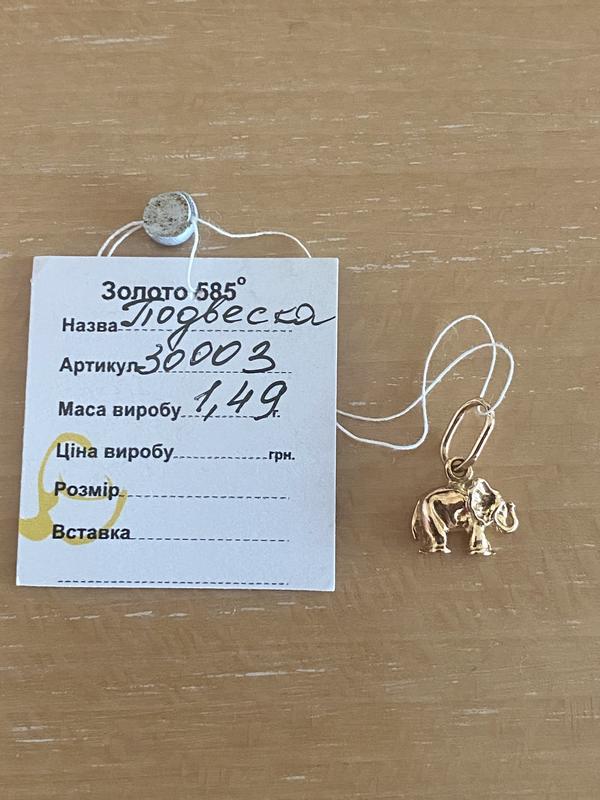 Золото 585°
Назва Подвеска
Артикул 30003
Маса виробу 1,49 г.
Ціна виробу грн.
Розмір
Вставка